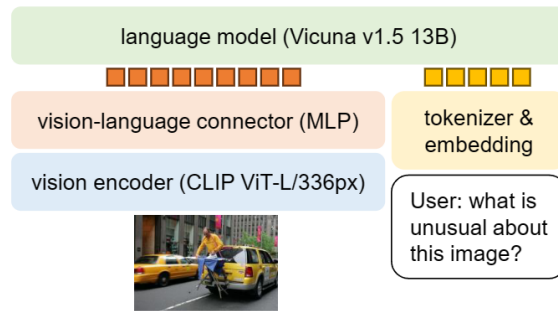 language model (Vicuna v1.5 13B)
vision-language connector (MLP)
tokenizer &
embedding
vision encoder (CLIP ViT-L/336px)
User: what is
unusual about
this image?